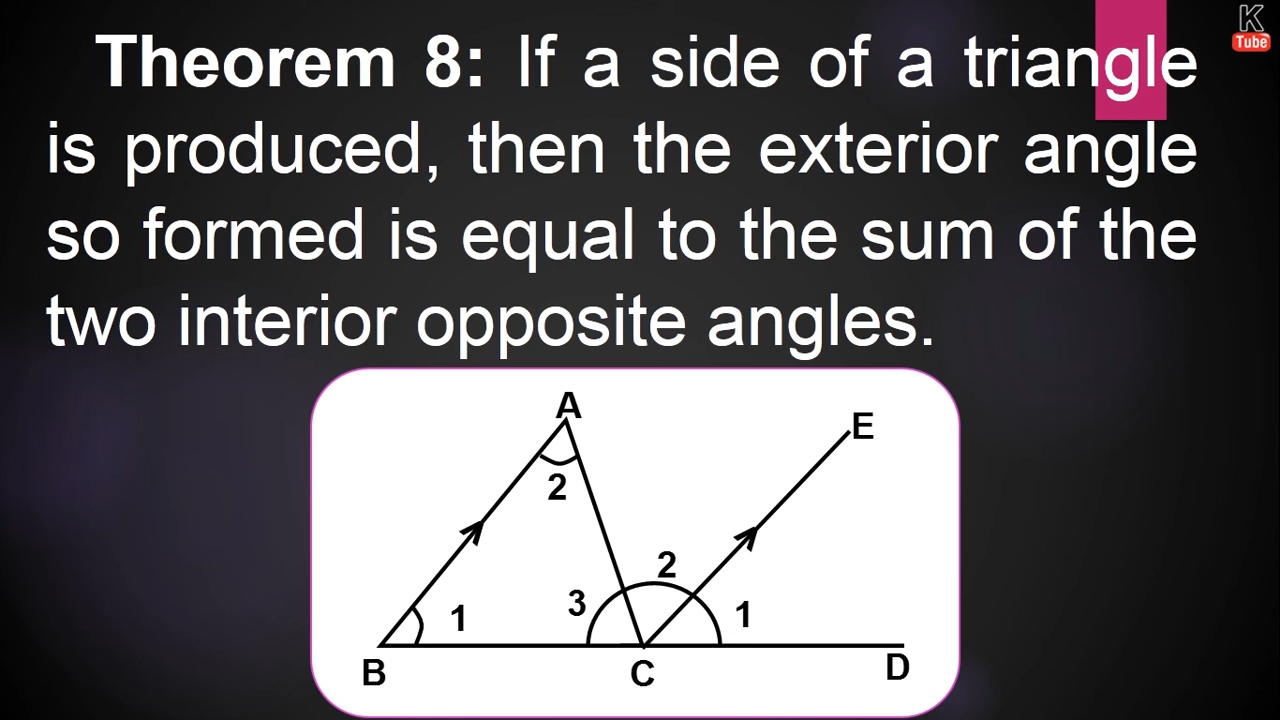 K
Tube
Theorem 8: If a side of a triangle
is produced, then the exterior angle
so formed is equal to the sum of the
two interior opposite angles.
A
E
2
2
3
1
1
B
C
D